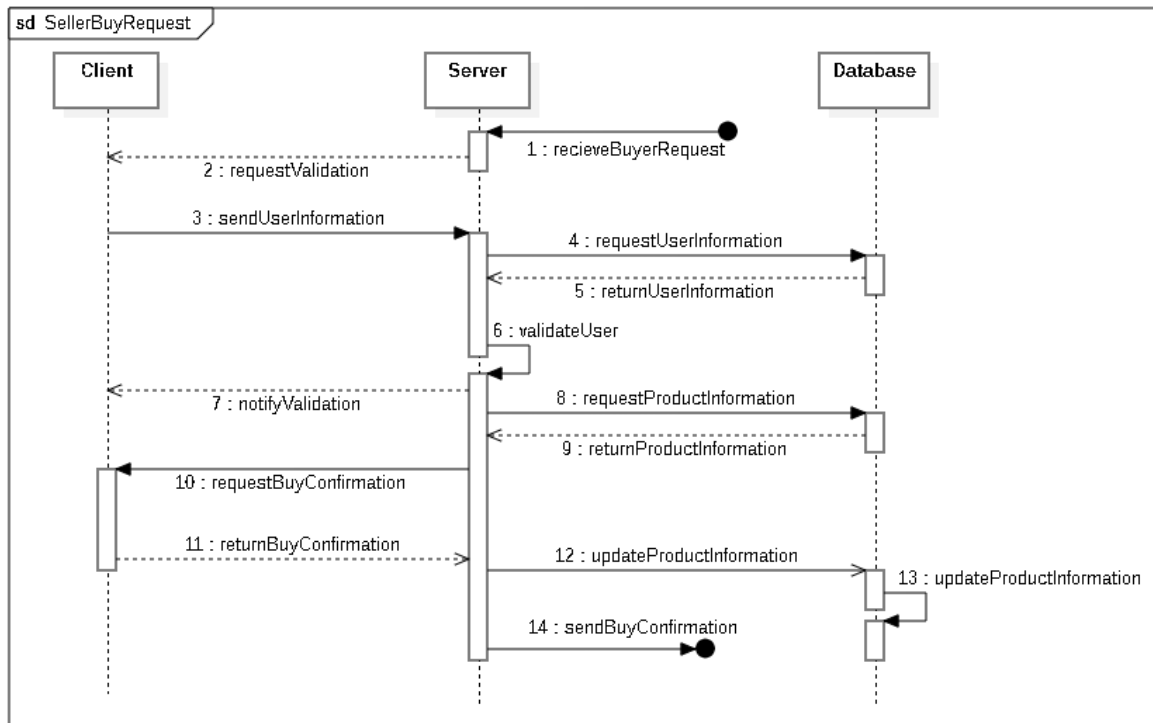 sd SellerBuyRequest
Client
Server
Database
1 : recieveBuyerRequest
2 : requestValidation
3 : sendUserInformation
4 : requestUserInformation
5 : returnUserInformation
6 : validateUser
7 : notifyValidation
8 : requestProductInformation
9 : returnProductInformation
10 : requestBuyConfirmation
11 : returnBuyConfirmation
12 : updateProductInformation
13 : updateProductInformation
14 : sendBuyConfirmation